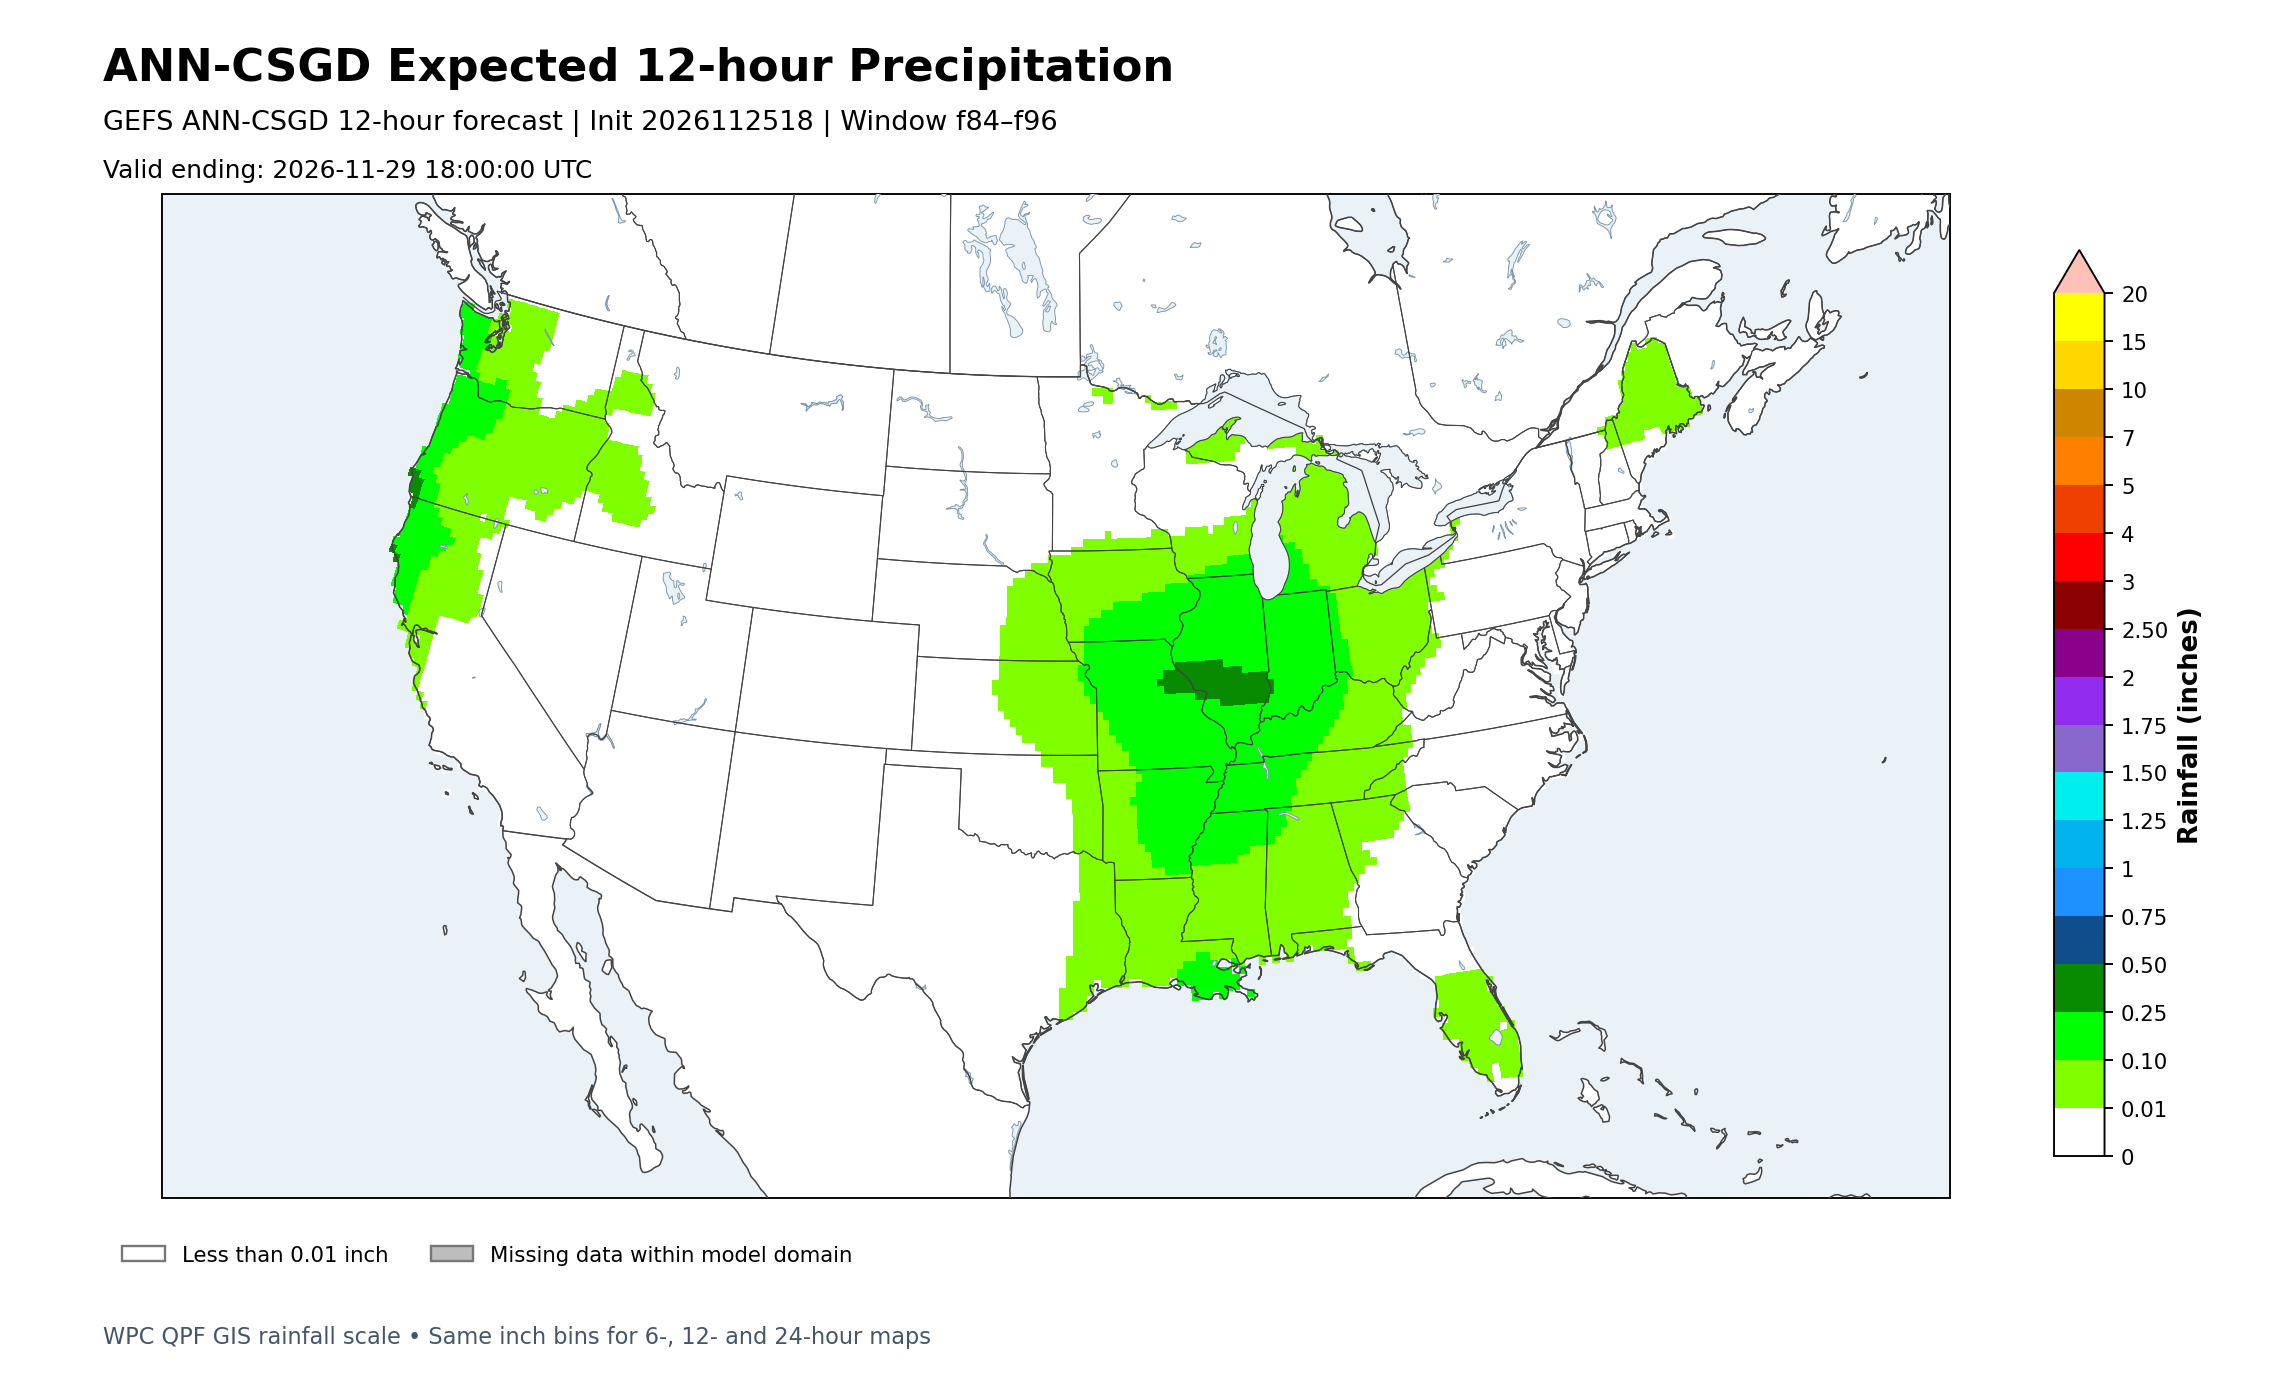 ANN-CSGD Expected 12-hour Precipitation
GEFS ANN-CSGD 12-hour forecast | Init 2026112518 | Window f84–f96
Valid ending: 2026-11-29 18:00:00 UTC
20
15
10
7
5
4
3
2.50
2
1.75
1.50
1.25
1
0.75
0.50
0.25
0.10
0.01
0
Rainfall (inches)
Less than 0.01 inch
Missing data within model domain
WPC QPF GIS rainfall scale • Same inch bins for 6-, 12- and 24-hour maps